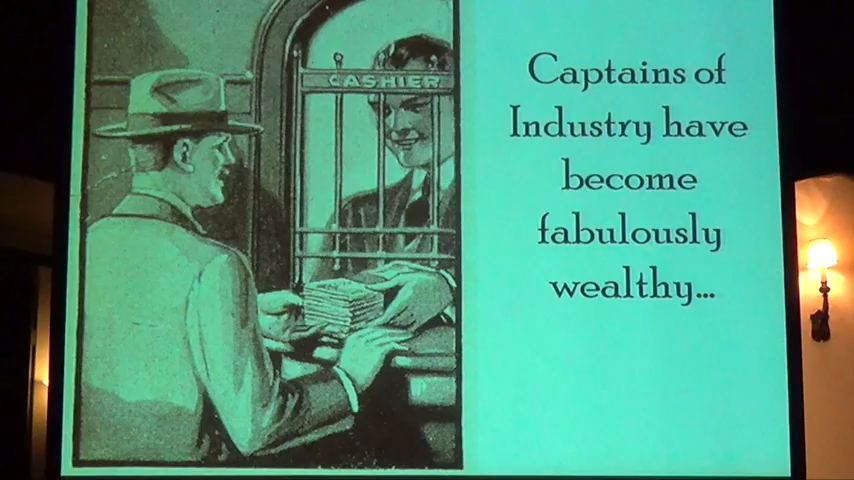 CASHIER
Captains of
Industry have
become
fabulously
wealthy...